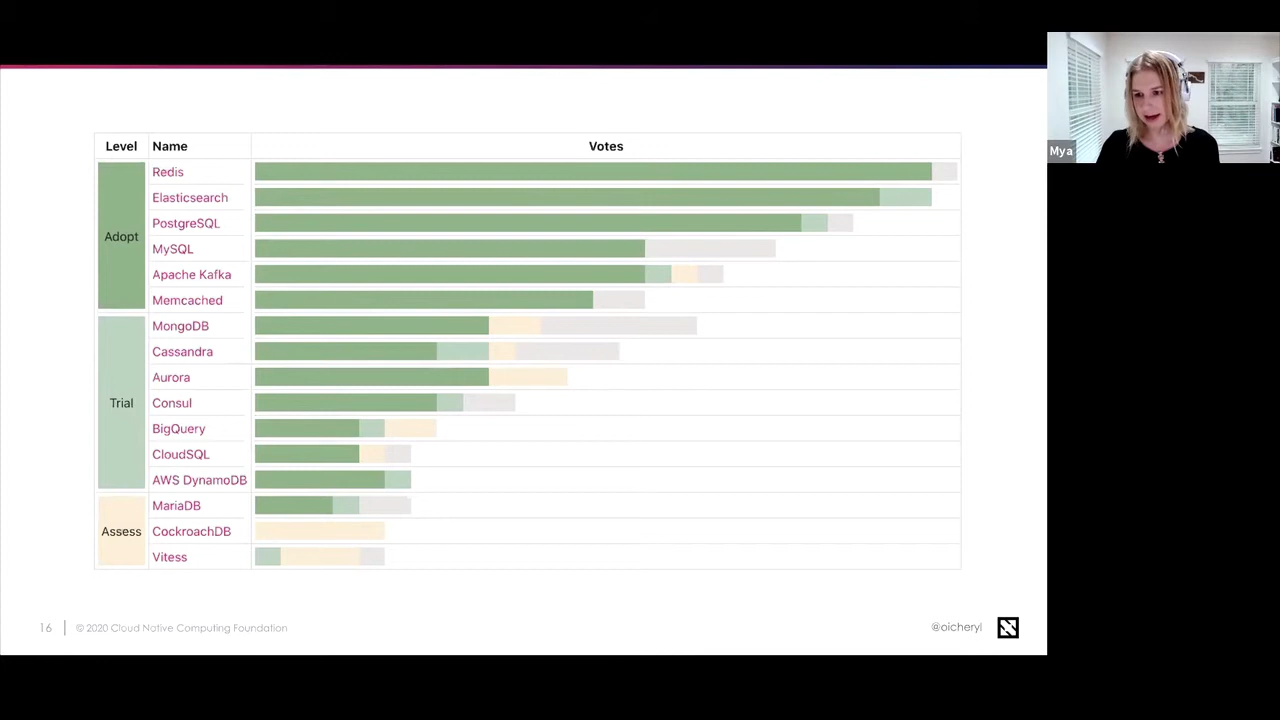 Level Name Votes
Redis
Elasticsearch
PostgreSQL
Adopt
MySQL
Apache Kafka
Memcached
MongoDB
Cassandra
Aurora
Trial
Consul
BigQuery
CloudSQL
AWS DynamoDB
MariaDB
Assess
CockroachDB
Vitess
16 © 2020 Cloud Native Computing Foundation @oicheryl
Mya